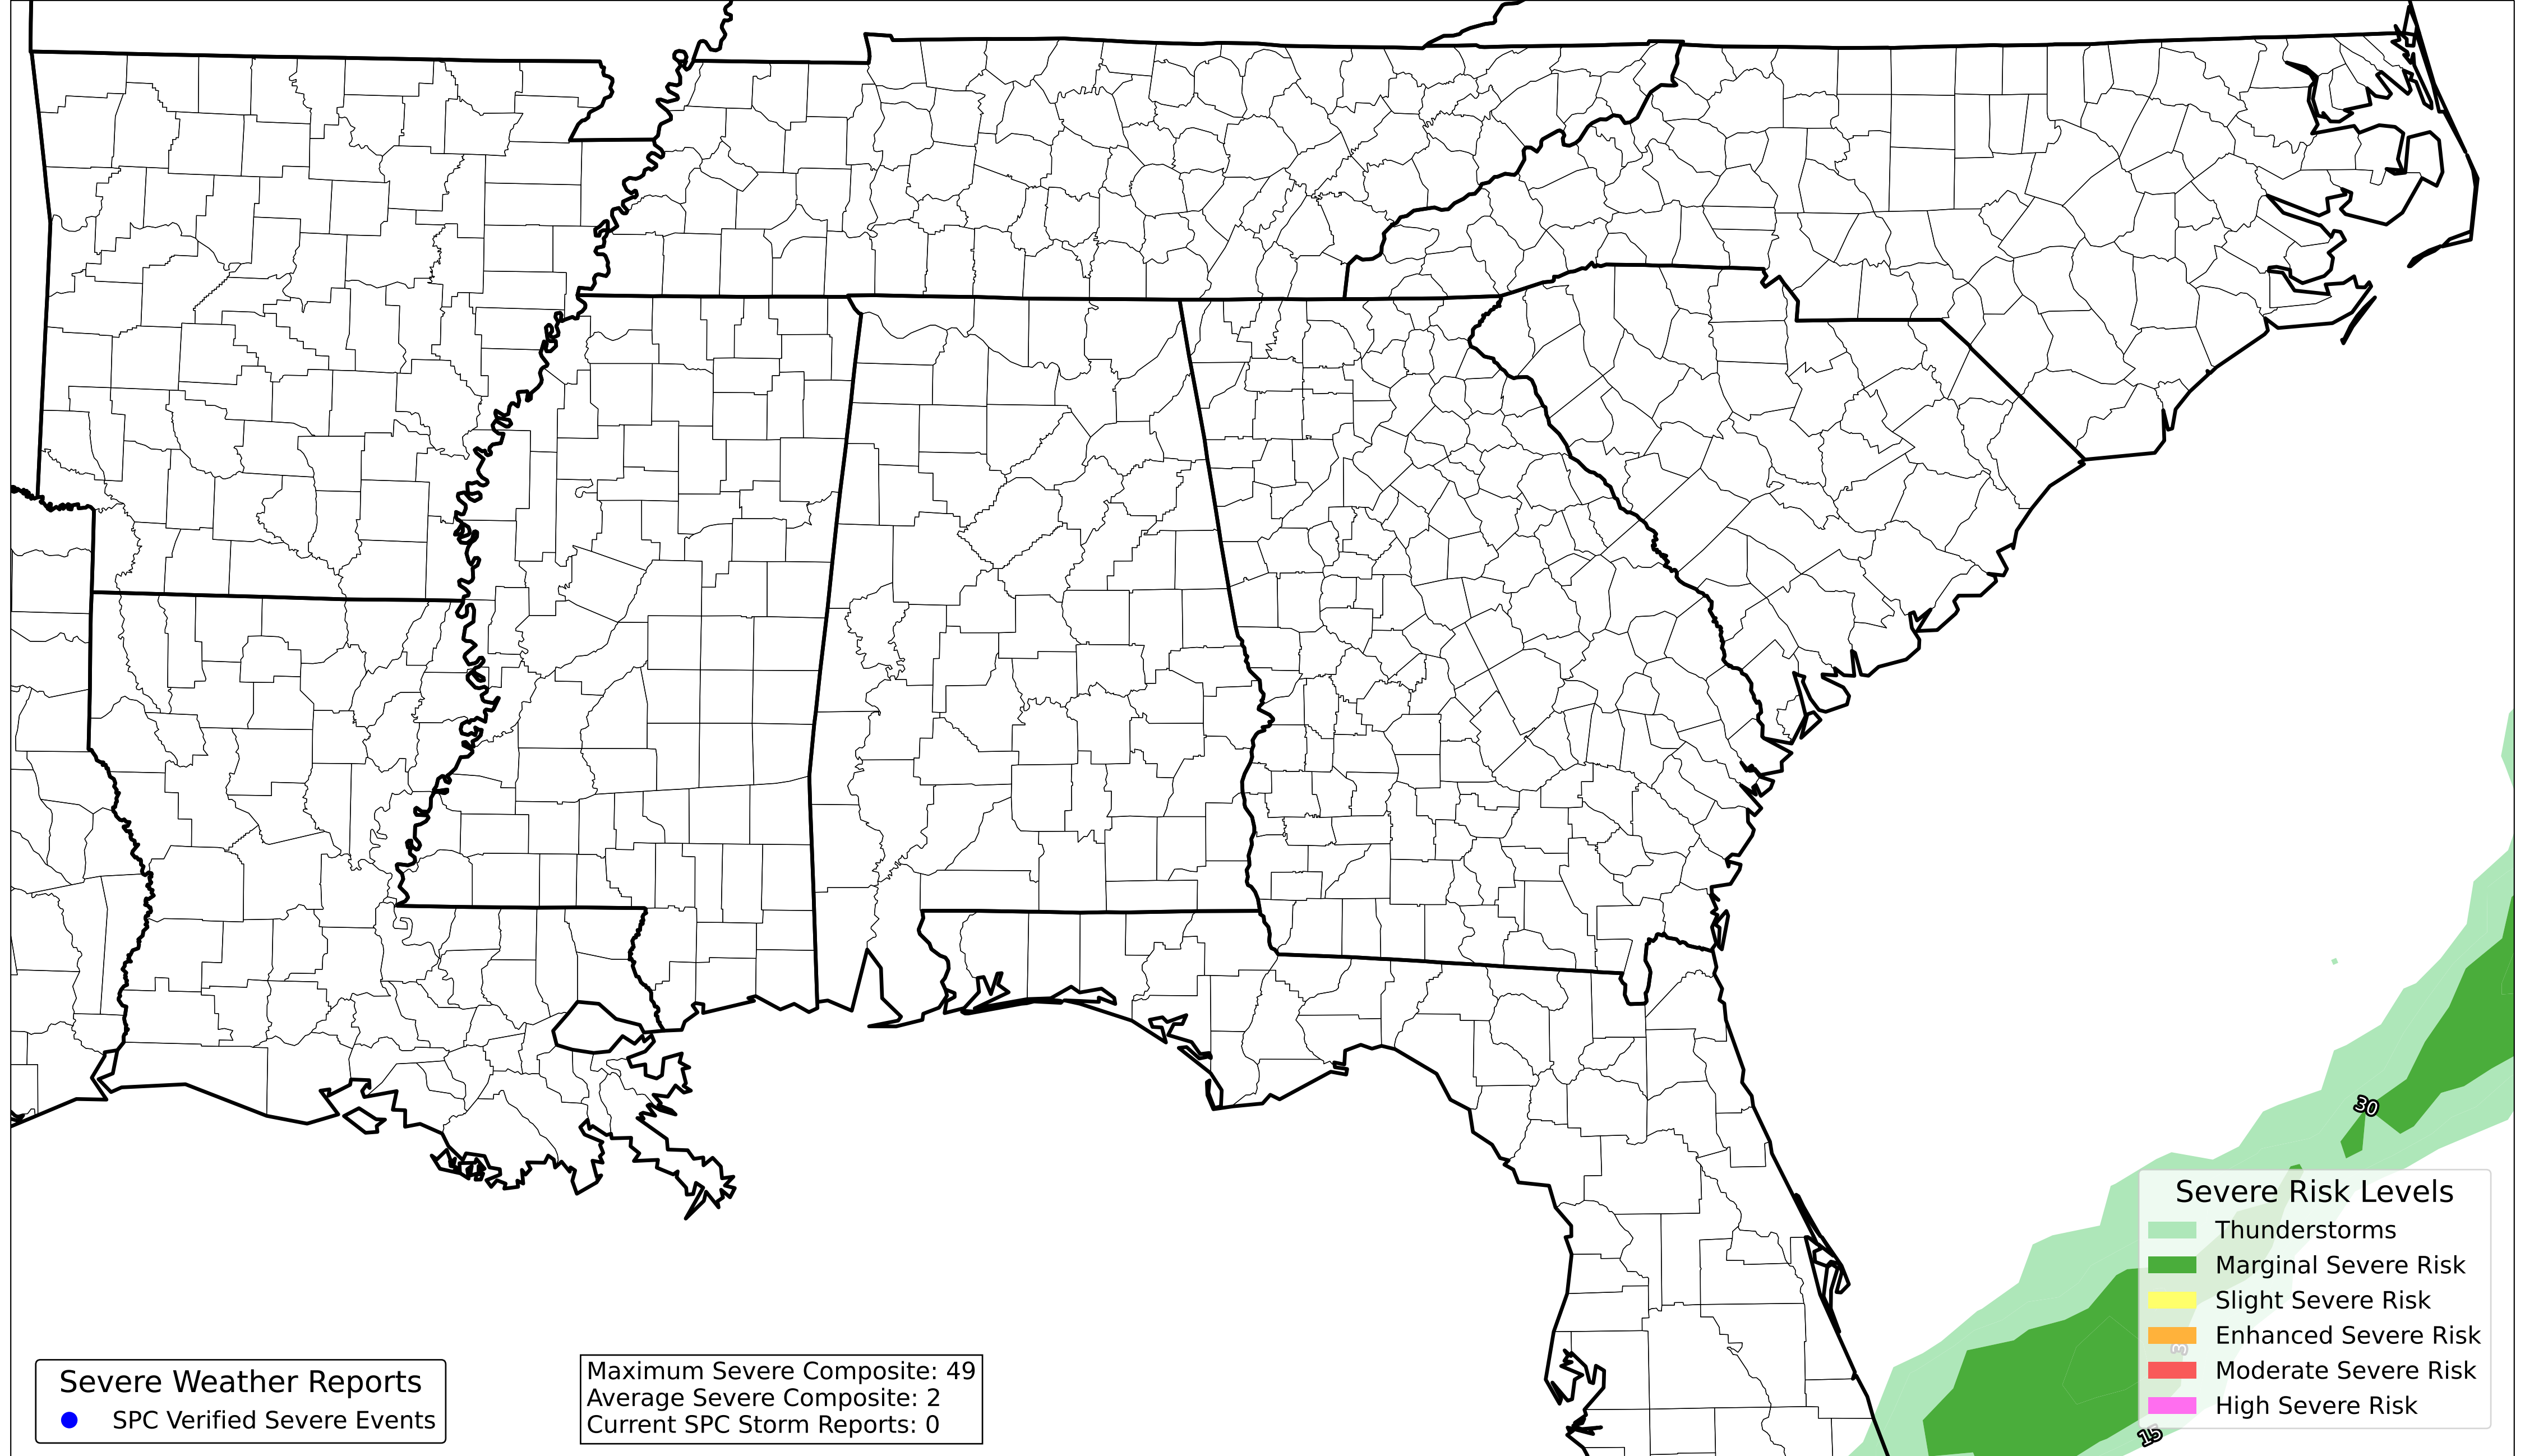 30
Severe Risk Levels
Thunderstorms
Marginal Severe Risk
Slight Severe Risk
Enhanced Severe Risk
Moderate Severe Risk
High Severe Risk
15
Severe Weather Reports
SPC Verified Severe Events
Maximum Severe Composite: 49
Average Severe Composite: 2
Current SPC Storm Reports: 0